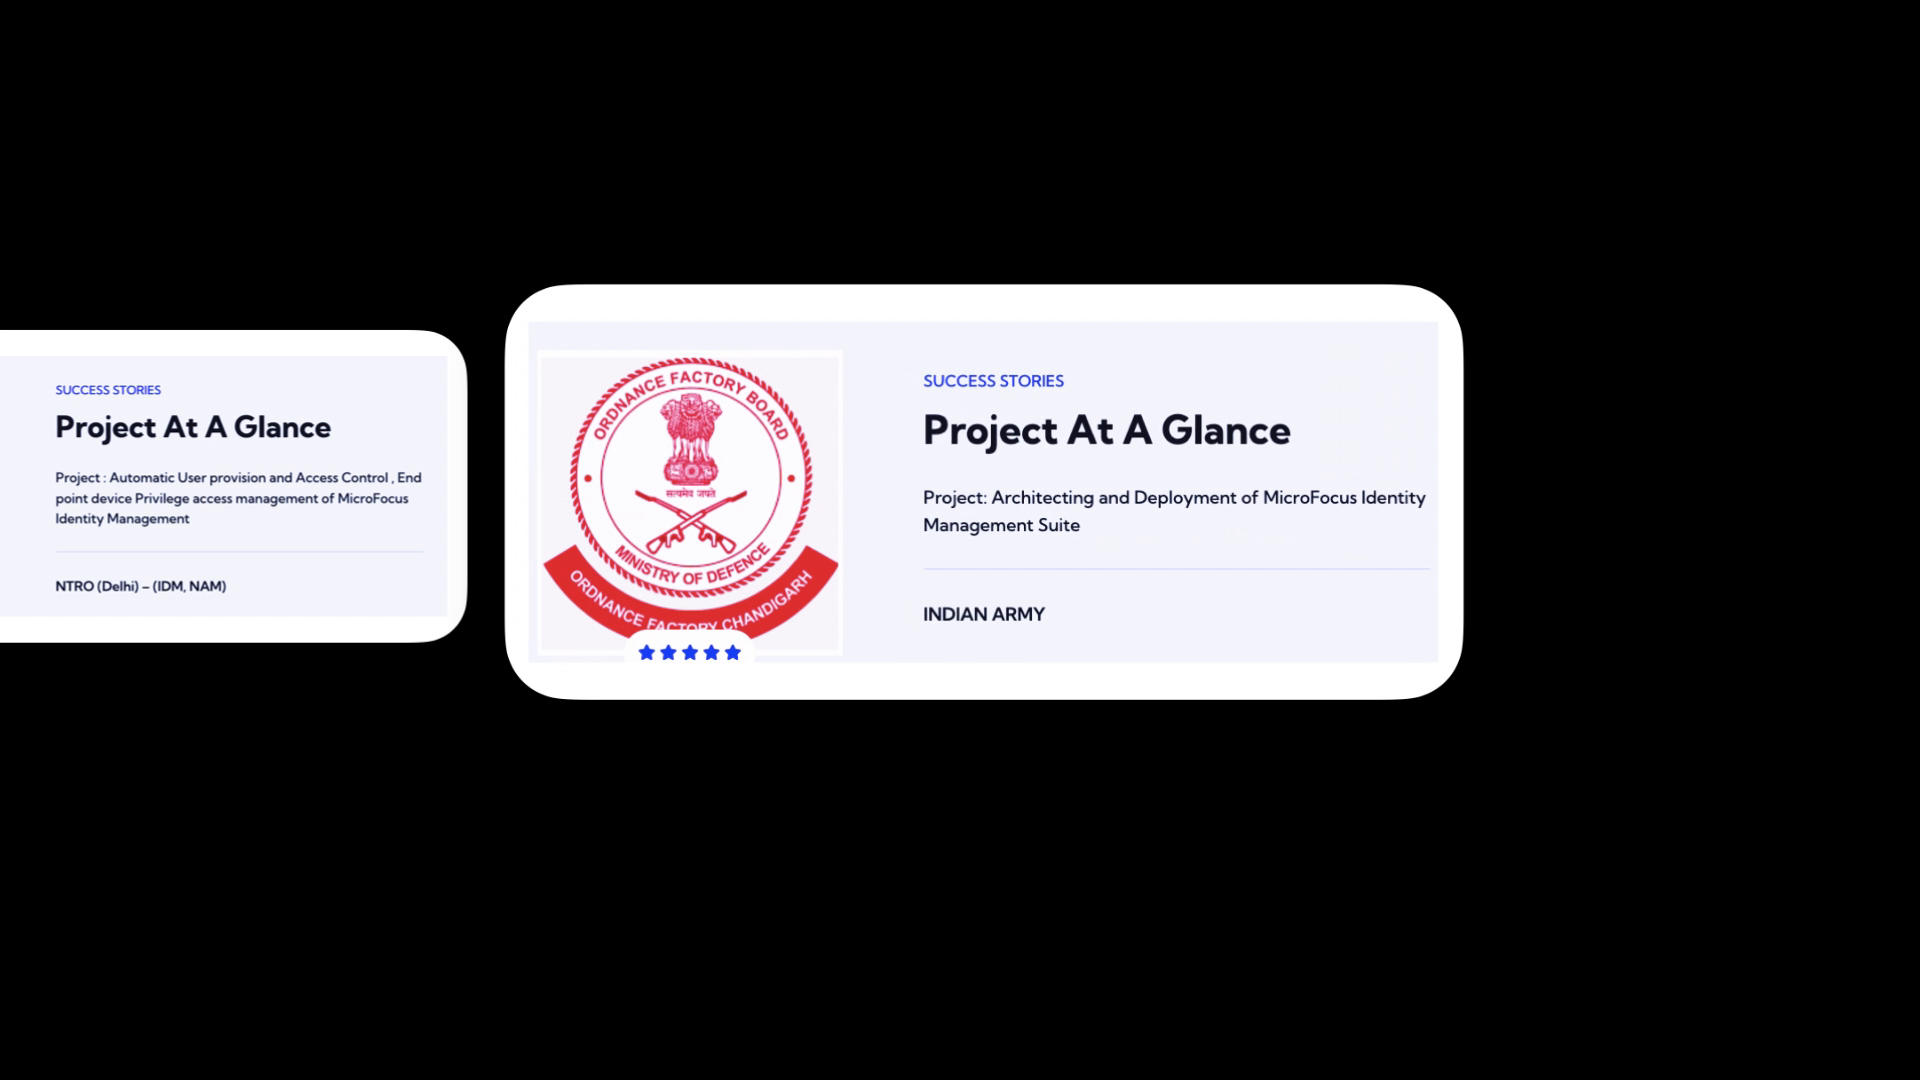 SUCCESS STORIES
Project At A Glance
Project : Automatic User provision and Access Control , End
point device Privilege access management of MicroFocus
Identity Management
NTRO (Delhi) – (IDM, NAM)
ORDNANCE FACTORY BOARD
सत्यमेव जयते
MINISTRY OF DEFENCE
ORDNANCE FACTORY CHANDIGARH
SUCCESS STORIES
Project At A Glance
Project: Architecting and Deployment of MicroFocus Identity
Management Suite
INDIAN ARMY